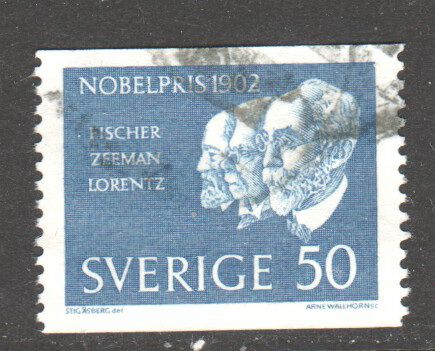 NOBELPRIS 1902
FISCHER
ZEEMAN
LORENTZ
SVERIGE 50
STIG ÅSBERG del
ARNE WALLHORN SC